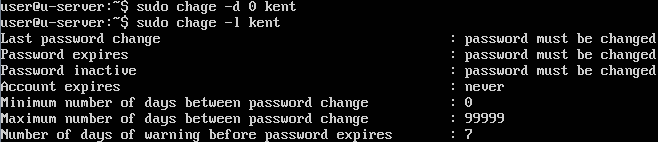 user@u-server:~$ sudo chage -d 0 kent
user@u-server:~$ sudo chage -l kent
Last password change : password must be changed
Password expires : password must be changed
Password inactive : password must be changed
Account expires : never
Minimum number of days between password change : 0
Maximum number of days between password change : 99999
Number of days of warning before password expires : 7